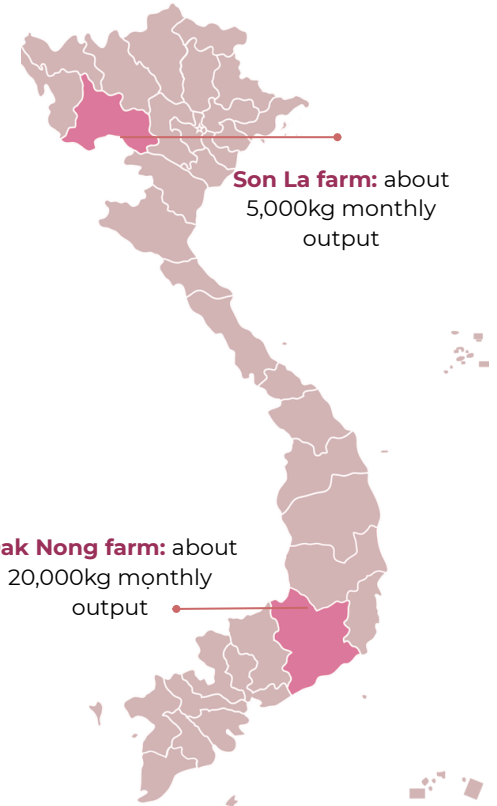 Son La farm: about
5,000kg monthly
output
ak Nong farm: about
20,000kg monthly
output